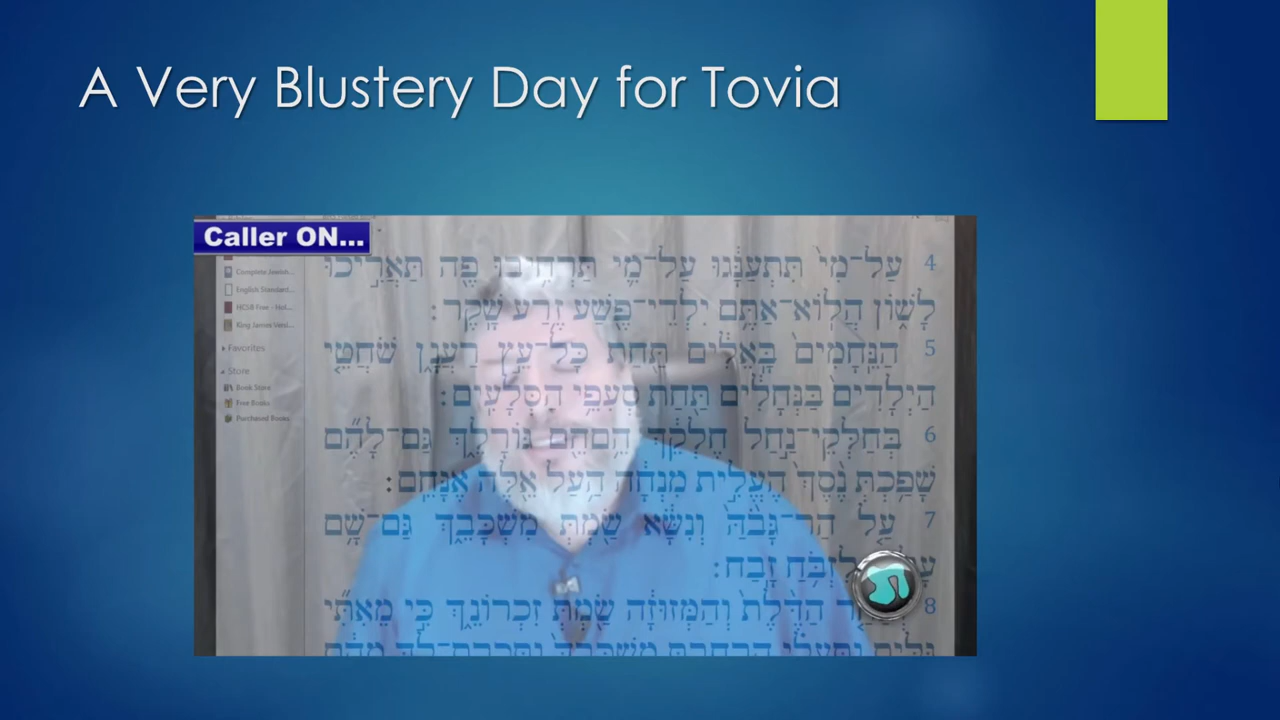 A Very Blustery Day for Tovia
Caller ON...
Complete Jewish...
English Standard...
HCSB Free - Hol...
King James Versi...
Favorites
Store
Book Store
Free Books
Purchased Books
4 עַל־מִי֙ תִּתְעַנָּ֔גוּ עַל־מִ֛י תַּרְחִ֥יבוּ פֶ֖ה תַּאֲרִ֣יכוּ
לָשׁ֑וֹן הֲלֽוֹא־אַתֶּ֥ם יִלְדֵי־פֶ֖שַׁע זֶ֥רַע שָֽׁקֶר׃
5 הַנֵּֽחָמִים֙ בָּֽאֵלִ֔ים תַּ֖חַת כָּל־עֵ֣ץ רַעֲנָ֑ן שֹׁחֲטֵ֤י
הַיְלָדִים֙ בַּנְּחָלִ֔ים תַּ֖חַת סְעִפֵ֥י הַסְּלָעִֽים׃
6 בְּחַלְּקֵי־נַ֣חַל חֶלְקֵ֔ךְ הֵ֥ם הֵ֖ם גּוֹרָלֵ֑ךְ גַּם־לָהֶ֞ם
שָׁפַ֣כְתְּ נֶ֗סֶךְ הֶֽעֱלִית֙ מִנְחָ֔ה הַ֥עַל אֵ֖לֶּה אֶנָּחֵֽם׃
7 עַ֤ל הַר־גָּבֹ֙הַּ֙ וְנִשָּׂ֔א שַׂ֖מְתְּ מִשְׁכָּבֵ֑ךְ גַּם־שָׁ֥ם
לִזְבֹּ֥חַ זָֽבַח׃
8 הַדֶּ֙לֶת֙ וְהַמְּזוּזָ֔ה שַׂ֖מְתְּ זִכְרוֹנֵ֑ךְ כִּ֣י מֵאִתִּ֞י